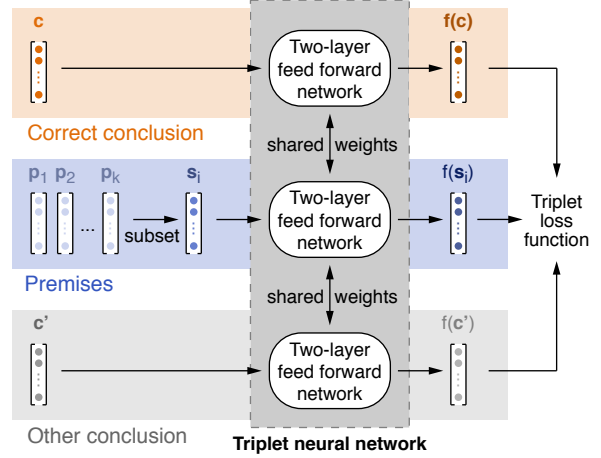 c
Two-layer
feed forward
network
f(c)
Correct conclusion
shared weights
p1 p2 ... pk
subset
si
Two-layer
feed forward
network
f(si)
Triplet
loss
function
Premises
shared weights
c'
Two-layer
feed forward
network
f(c')
Other conclusion
Triplet neural network